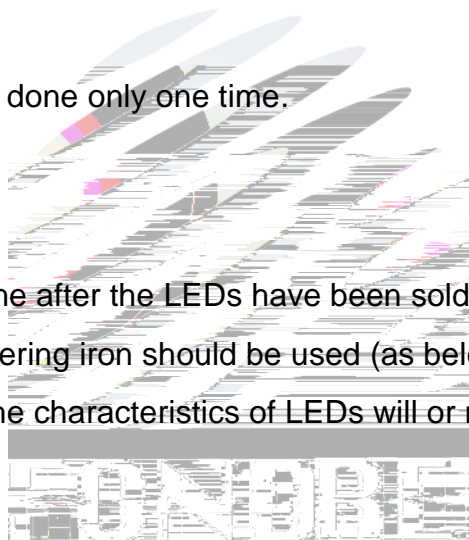 done only one time.
ne after the LEDs have been sold
ering iron should be used (as belo
ne characteristics of LEDs will or